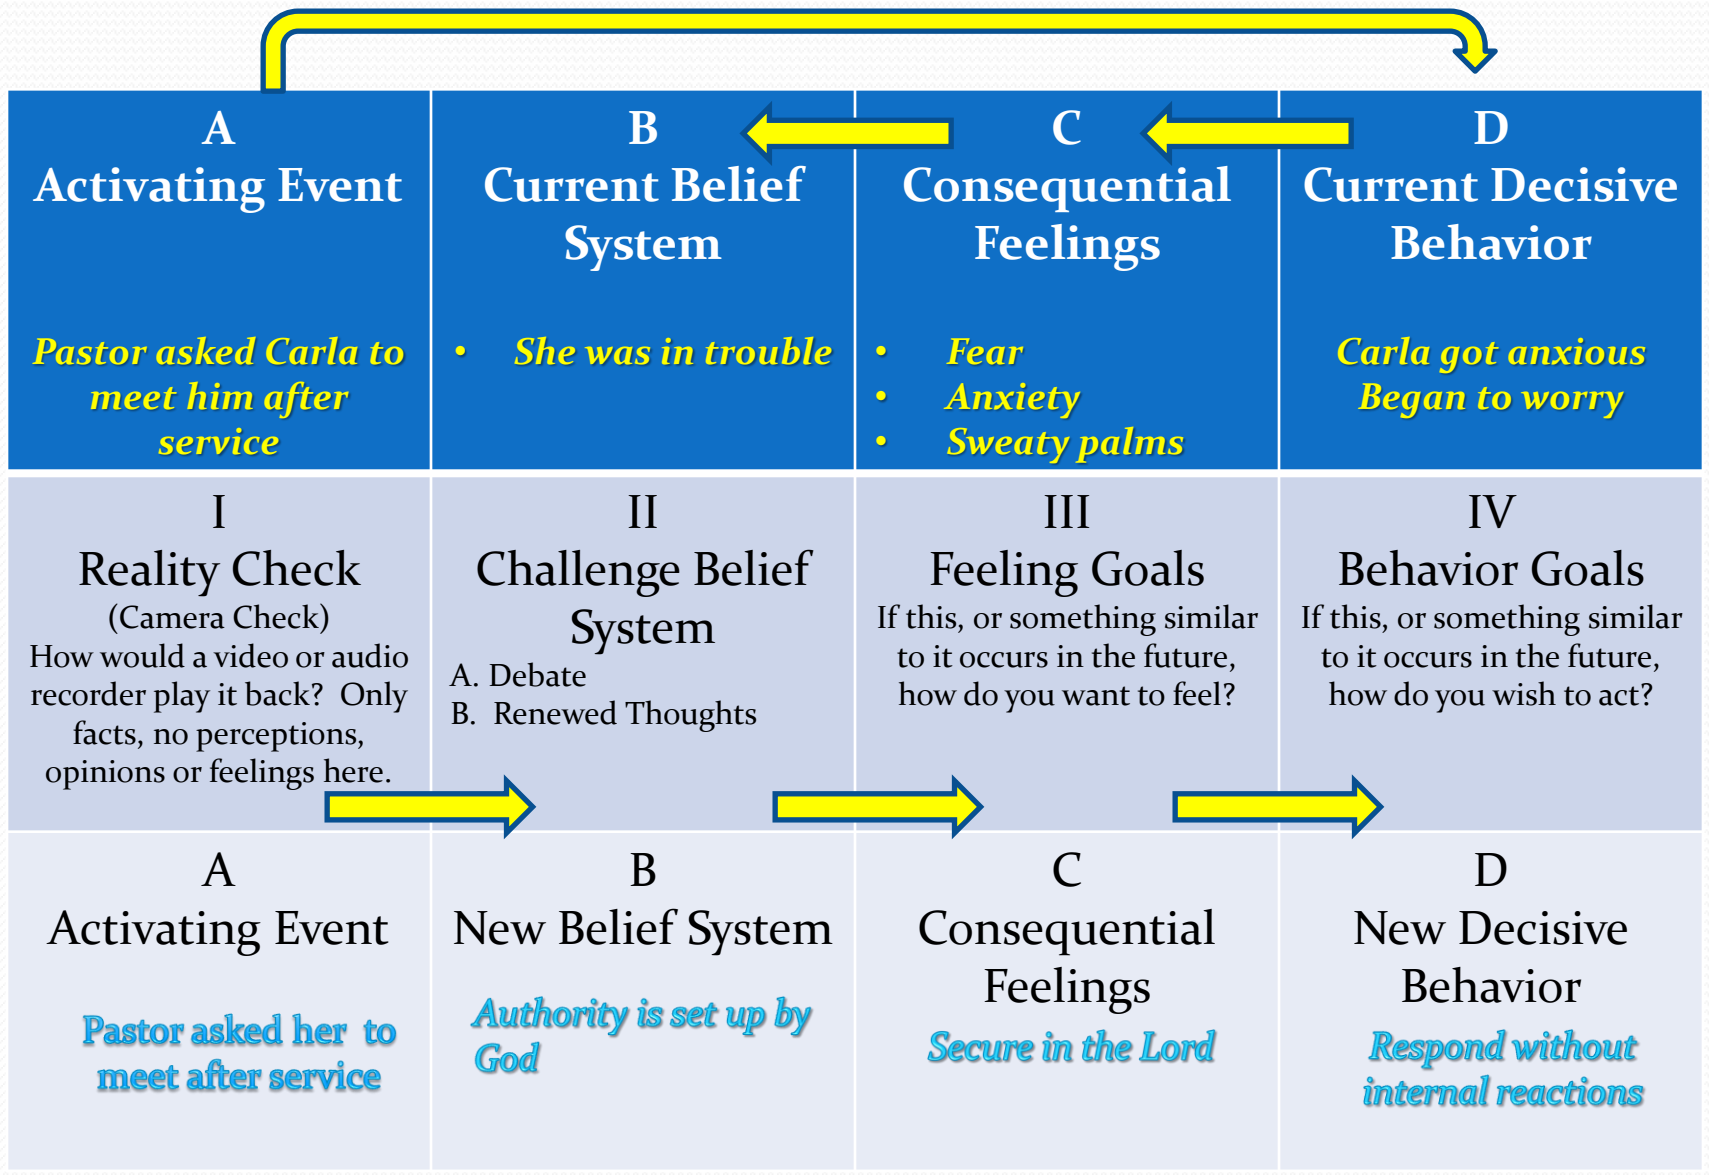 A
Activating Event
Pastor asked Carla to
meet him after
service
B
Current Belief
System
• She was in trouble
C
Consequential
Feelings
• Fear
• Anxiety
• Sweaty palms
D
Current Decisive
Behavior
Carla got anxious
Began to worry
I
Reality Check
(Camera Check)
How would a video or audio
recorder play it back? Only
facts, no perceptions,
opinions or feelings here.
II
Challenge Belief
System
A. Debate
B. Renewed Thoughts
III
Feeling Goals
If this, or something similar
to it occurs in the future,
how do you want to feel?
IV
Behavior Goals
If this, or something similar
to it occurs in the future,
how do you wish to act?
A
Activating Event
Pastor asked her to
meet after service
B
New Belief System
Authority is set up by
God
C
Consequential
Feelings
Secure in the Lord
D
New Decisive
Behavior
Respond without
internal reactions